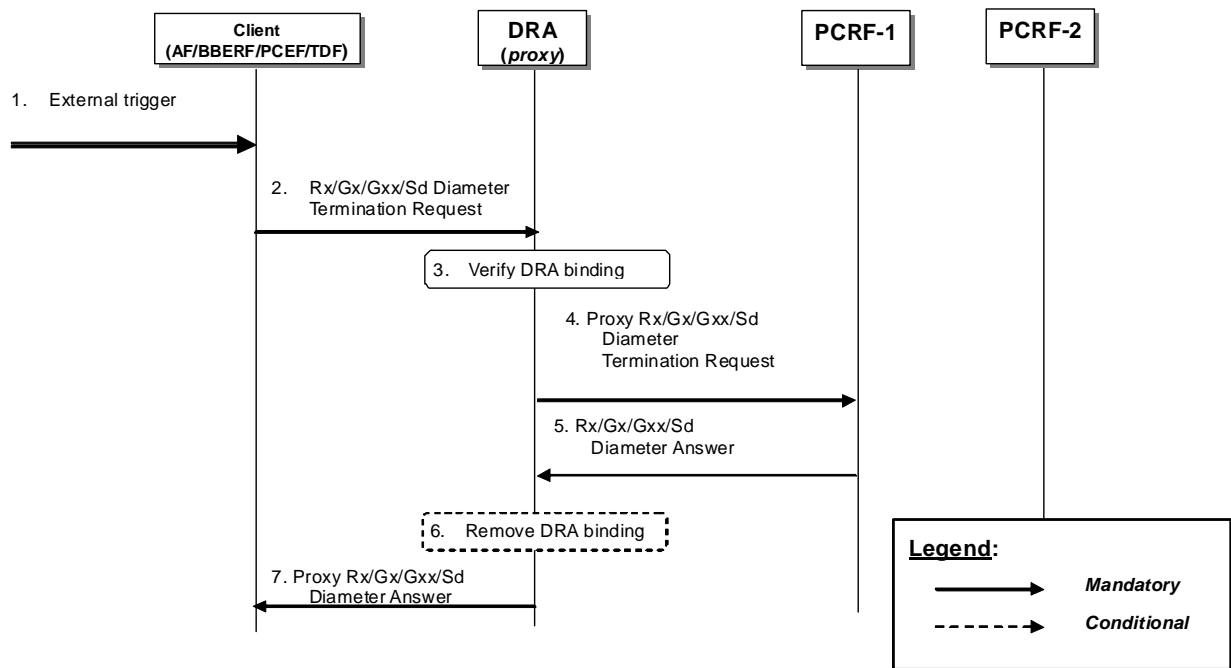 Client
(AF/BBERF/PCEF/TDF)
DRA
(proxy)
PCRF-1
PCRF-2
1. External trigger
2. Rx/Gx/Gxx/Sd Diameter
Termination Request
3. Verify DRA binding
4. Proxy Rx/Gx/Gxx/Sd
Diameter
Termination Request
5. Rx/Gx/Gxx/Sd
Diameter Answer
6. Remove DRA binding
7. Proxy Rx/Gx/Gxx/Sd
Diameter Answer
Legend:
Mandatory
Conditional